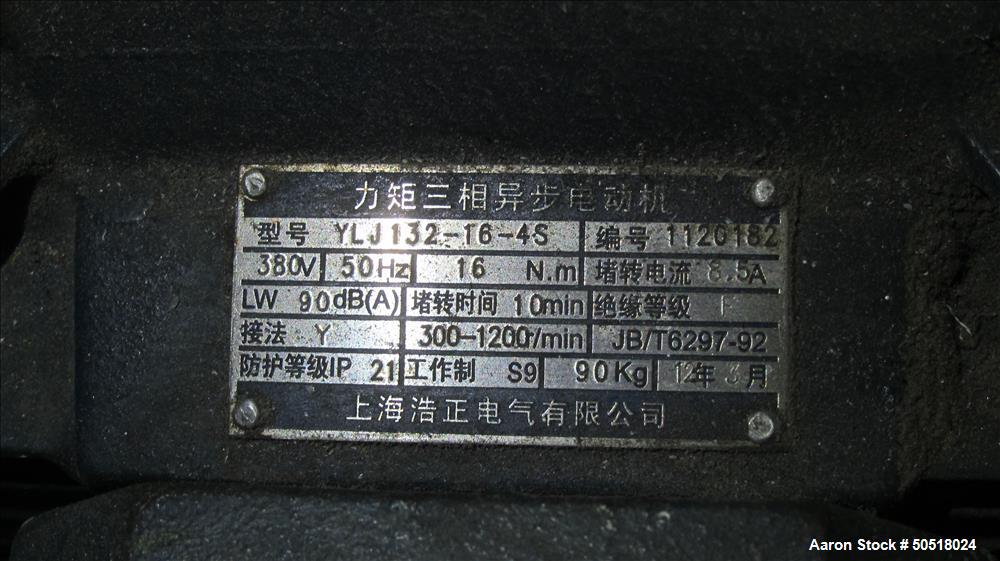 力矩三相异步电动机
型号 YLJ132-16-4S 编号 1120182
380V 50Hz 16 N.m 堵转电流 8.5A
LW 90dB(A) 堵转时间 10min 绝缘等级 F
接法 Y 300-1200r/min JB/T6297-92
防护等级IP 21 工作制 S9 90Kg 12年 3月
上海浩正电气有限公司
Aaron Stock # 50518024